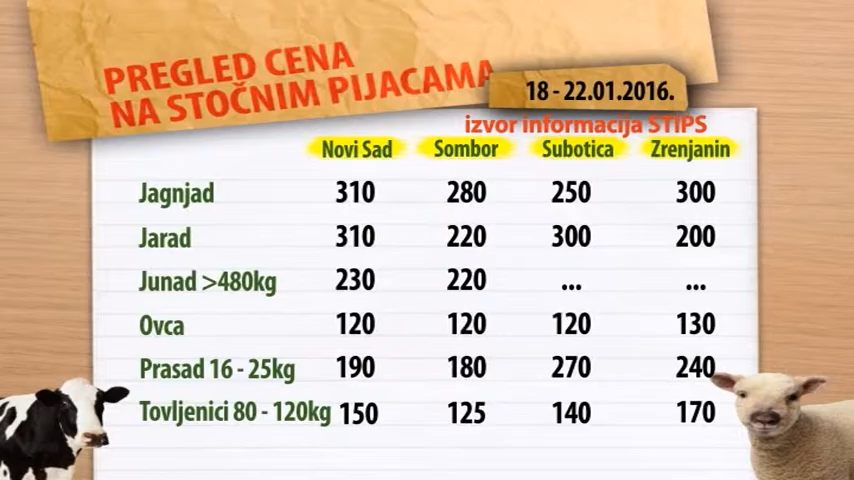 PREGLED CENA
NA STOČNIM PIJACAMA
18 - 22.01.2016.
izvor informacija STIPS
Novi Sad Sombor Subotica Zrenjanin
Jagnjad 310 280 250 300
Jarad 310 220 300 200
Junad >480kg 230 220 ... ...
Ovca 120 120 120 130
Prasad 16 - 25kg 190 180 270 240
Tovljenici 80 - 120kg 150 125 140 170